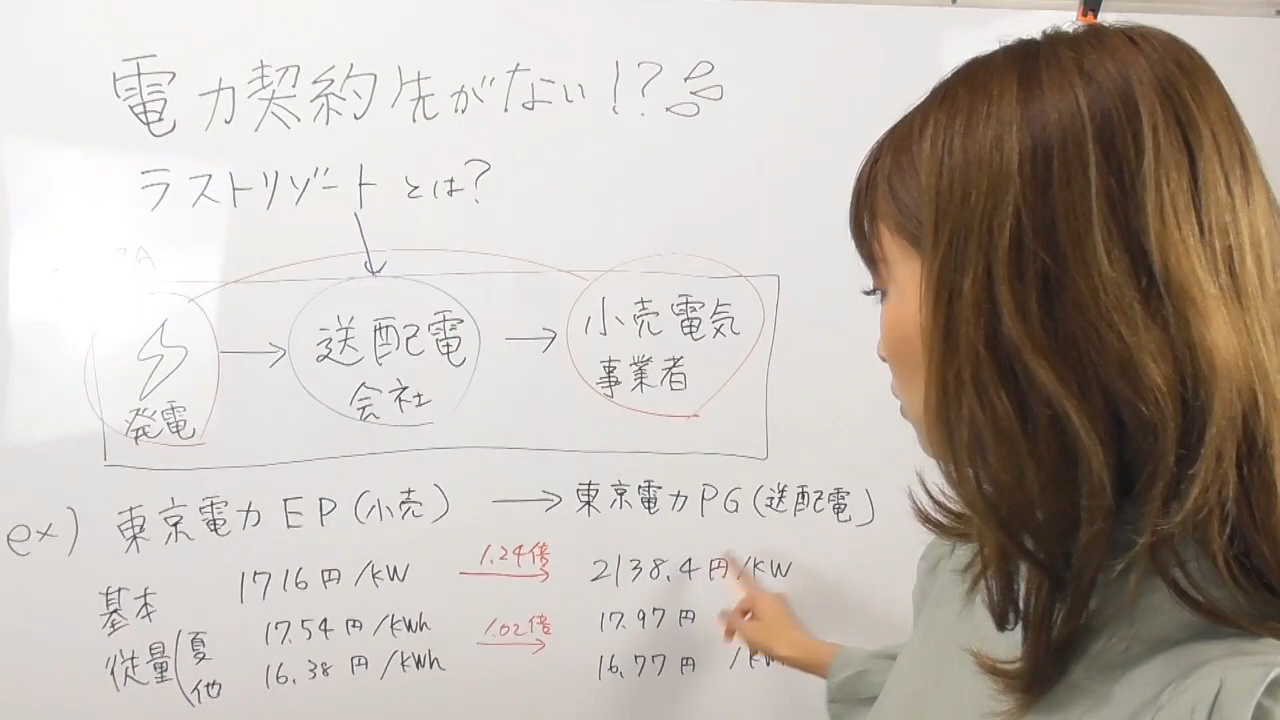 電力契約先がない!?
ラストリゾートとは?
発電
送配電
会社
小売電気
事業者
ex) 東京電力EP(小売) → 東京電力PG(送配電)
基本 1716円/kW 1.24倍 2138.4円/kW
従量(夏 17.54円/kWh 1.02倍 17.97円
他 16.38円/kWh 16.77円 /kWh